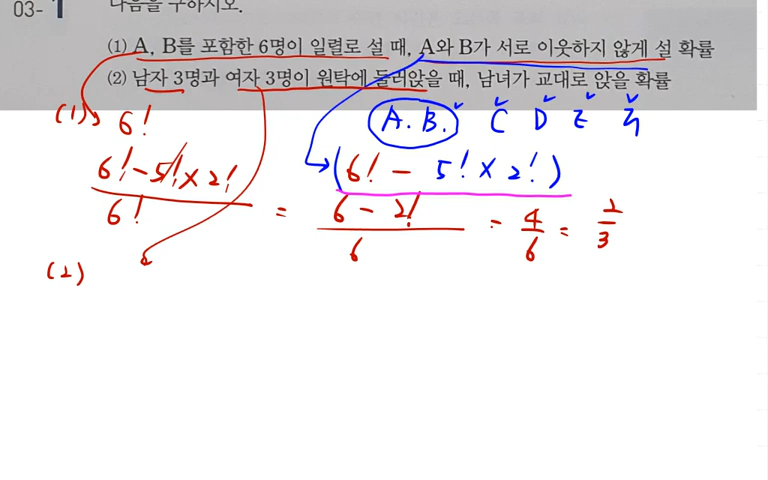 03- 1 다음을 구하시오.
(1) A, B를 포함한 6명이 일렬로 설 때, A와 B가 서로 이웃하지 않게 설 확률
(2) 남자 3명과 여자 3명이 원탁에 둘러앉을 때, 남녀가 교대로 앉을 확률
(1) 6! A. B. C D E
6!-5!×2! (6! - 5!×2!)
6! = 6-2! = 4 = 2
6 6 3
(2)